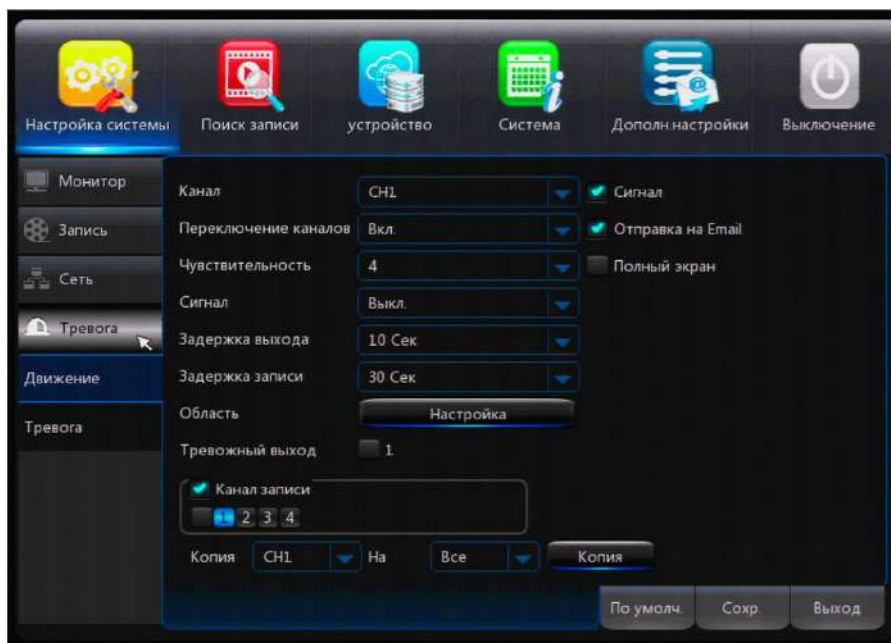 Настройка системы Поиск записи устройство Система Дополн.настройки Выключение
Монитор
Запись
Сеть
Тревога
Движение
Тревога
Канал CH1 Сигнал
Переключение каналов Вкл. Отправка на Email
Чувствительность 4 Полный экран
Сигнал Выкл.
Задержка выхода 10 Сек
Задержка записи 30 Сек
Область Настройка
Тревожный выход 1
Канал записи
1 2 3 4
Копия CH1 На Все Копия
По умолч. Сохр. Выход